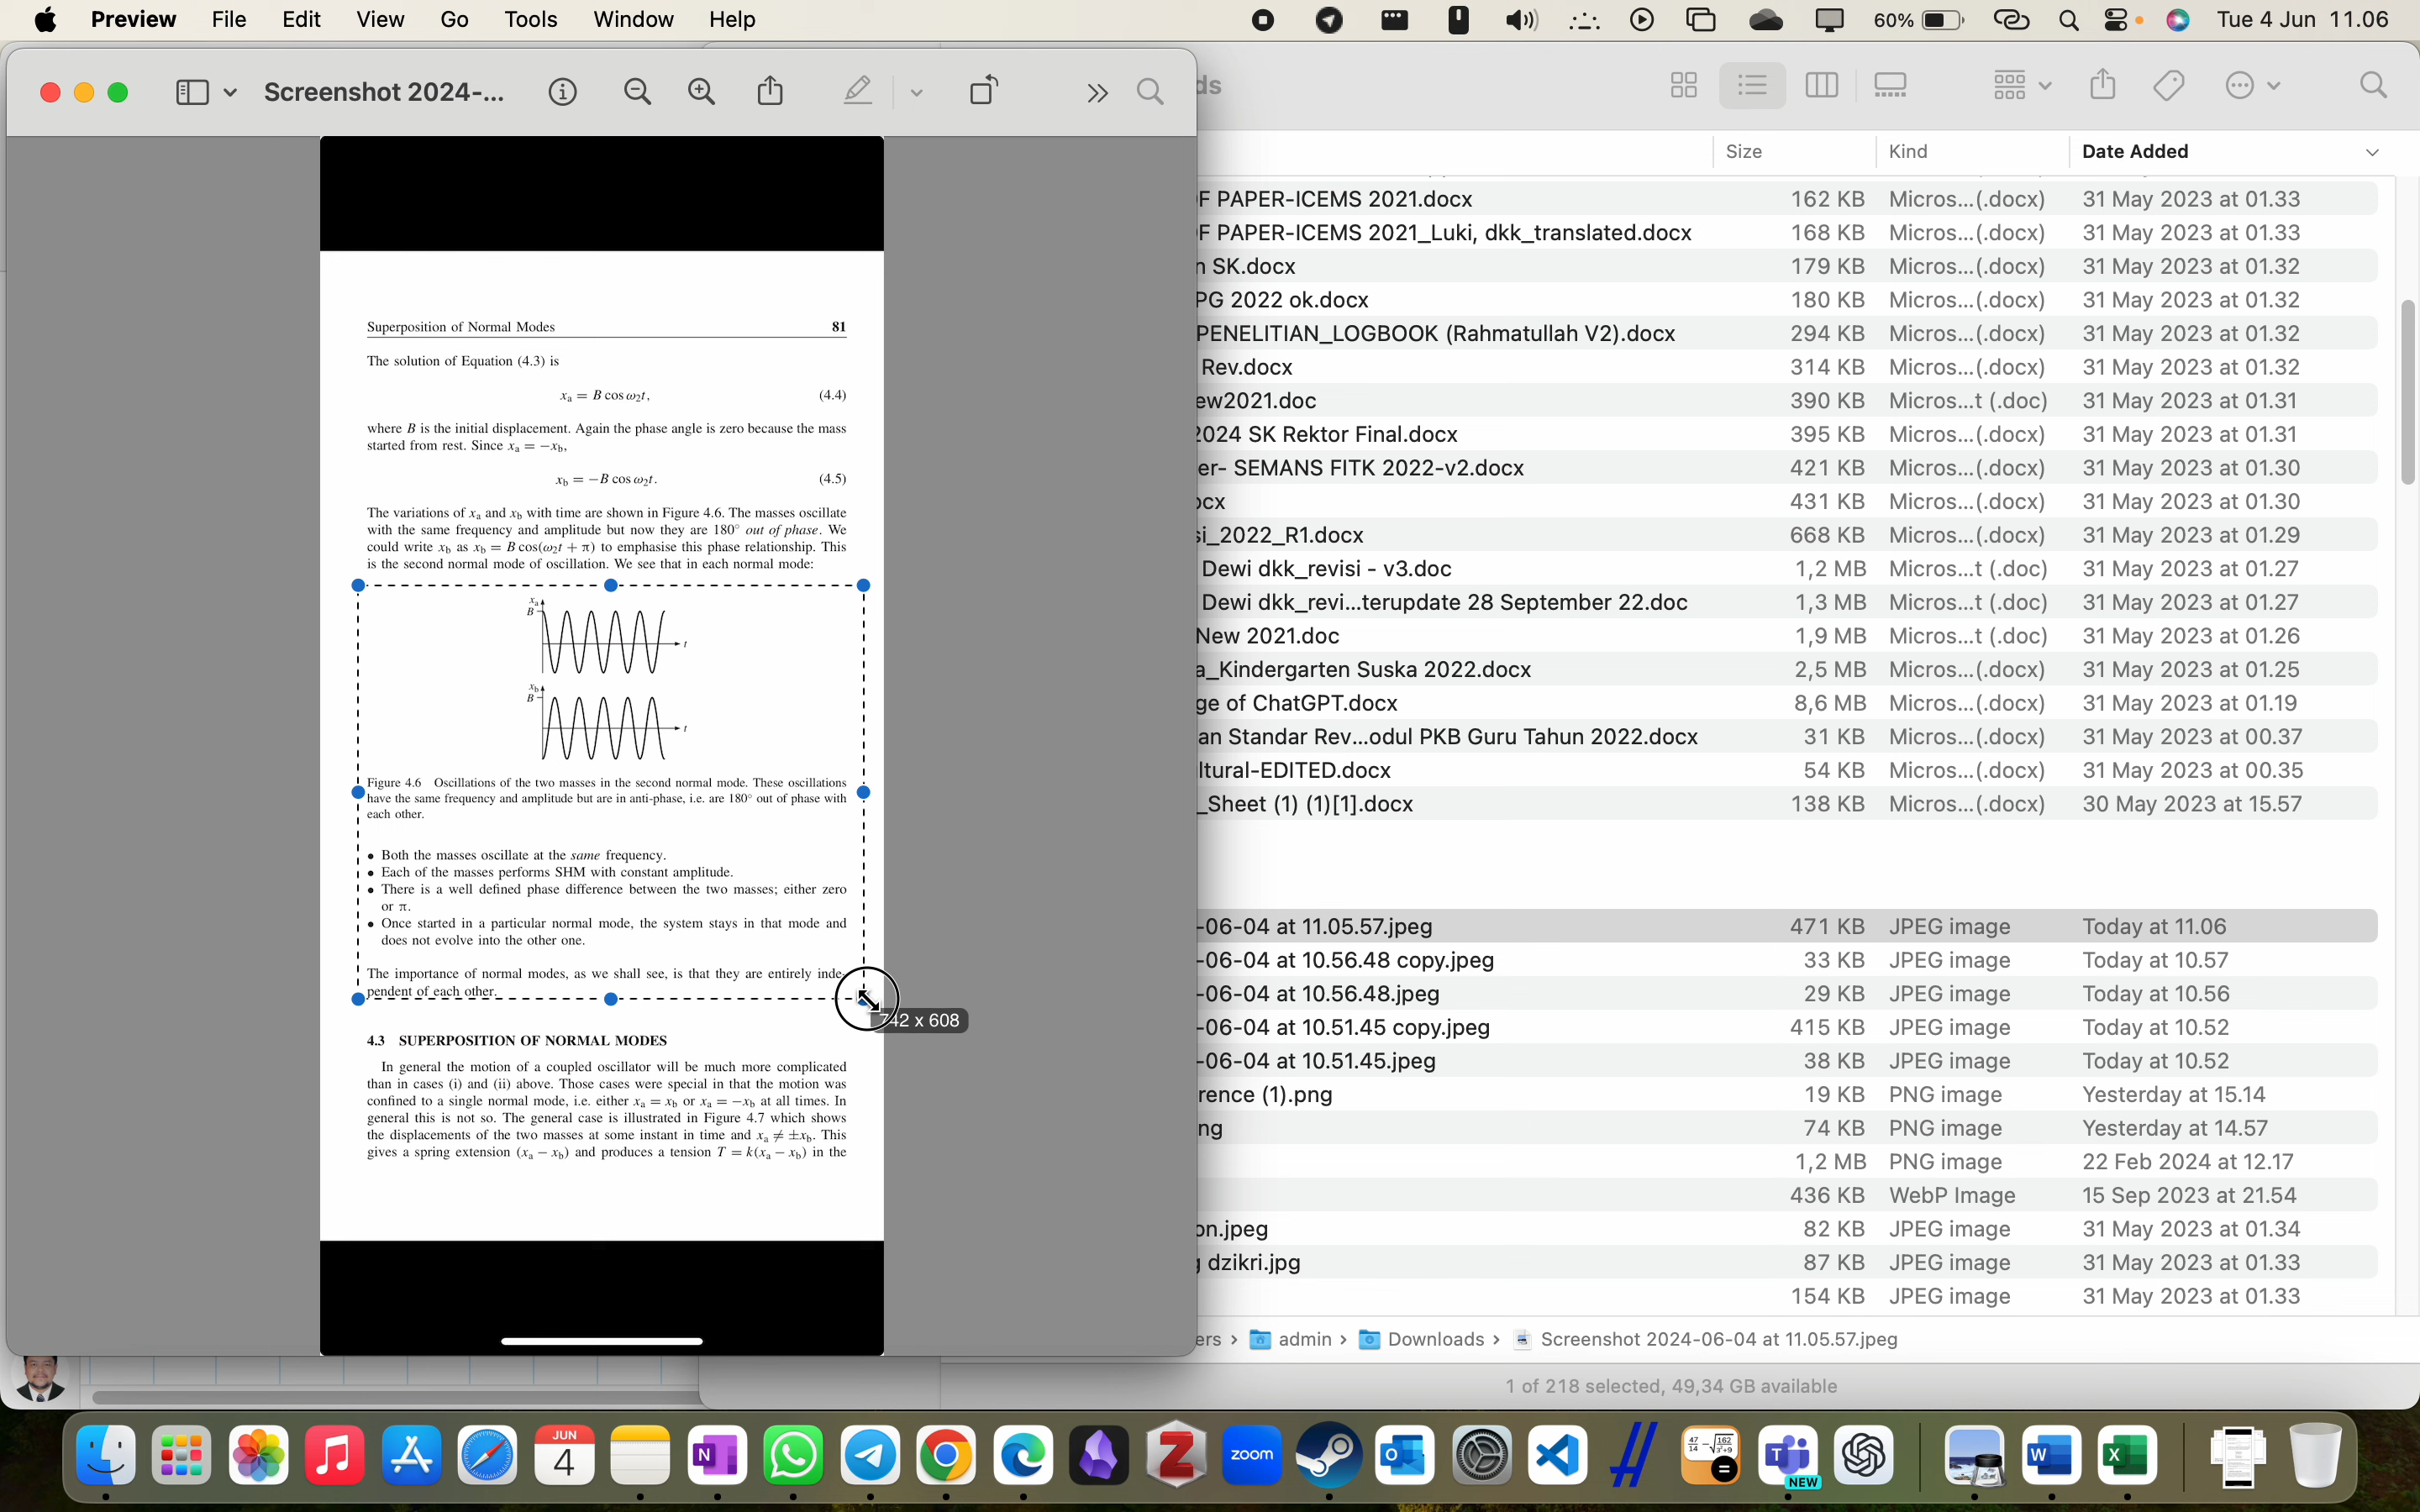 Preview File Edit View Go Tools Window Help
60% Tue 4 Jun 11.06
Screenshot 2024-...
Superposition of Normal Modes 81
The solution of Equation (4.3) is
xₐ = B cos ω₂t, (4.4)
where B is the initial displacement. Again the phase angle is zero because the mass
started from rest. Since xₐ = −x_b,
x_b = −B cos ω₂t. (4.5)
The variations of xₐ and x_b with time are shown in Figure 4.6. The masses oscillate
with the same frequency and amplitude but now they are 180° out of phase. We
could write x_b as x_b = B cos(ω₂t + π) to emphasise this phase relationship. This
is the second normal mode of oscillation. We see that in each normal mode:
xₐ
B
t
x_b
B
t
Figure 4.6 Oscillations of the two masses in the second normal mode. These oscillations
have the same frequency and amplitude but are in anti-phase, i.e. are 180° out of phase with
each other.
• Both the masses oscillate at the same frequency.
• Each of the masses performs SHM with constant amplitude.
• There is a well defined phase difference between the two masses; either zero
or π.
• Once started in a particular normal mode, the system stays in that mode and
does not evolve into the other one.
The importance of normal modes, as we shall see, is that they are entirely inde-
pendent of each other.
742 x 608
4.3 SUPERPOSITION OF NORMAL MODES
In general the motion of a coupled oscillator will be much more complicated
than in cases (i) and (ii) above. Those cases were special in that the motion was
confined to a single normal mode, i.e. either xₐ = x_b or xₐ = −x_b at all times. In
general this is not so. The general case is illustrated in Figure 4.7 which shows
the displacements of the two masses at some instant in time and xₐ ≠ ±x_b. This
gives a spring extension (xₐ − x_b) and produces a tension T = k(xₐ − x_b) in the
ds
Size Kind Date Added
F PAPER-ICEMS 2021.docx 162 KB Micros...(.docx) 31 May 2023 at 01.33
F PAPER-ICEMS 2021_Luki, dkk_translated.docx 168 KB Micros...(.docx) 31 May 2023 at 01.33
n SK.docx 179 KB Micros...(.docx) 31 May 2023 at 01.32
PG 2022 ok.docx 180 KB Micros...(.docx) 31 May 2023 at 01.32
PENELITIAN_LOGBOOK (Rahmatullah V2).docx 294 KB Micros...(.docx) 31 May 2023 at 01.32
Rev.docx 314 KB Micros...(.docx) 31 May 2023 at 01.32
ew2021.doc 390 KB Micros...t (.doc) 31 May 2023 at 01.31
2024 SK Rektor Final.docx 395 KB Micros...(.docx) 31 May 2023 at 01.31
er- SEMANS FITK 2022-v2.docx 421 KB Micros...(.docx) 31 May 2023 at 01.30
ocx 431 KB Micros...(.docx) 31 May 2023 at 01.30
si_2022_R1.docx 668 KB Micros...(.docx) 31 May 2023 at 01.29
Dewi dkk_revisi - v3.doc 1,2 MB Micros...t (.doc) 31 May 2023 at 01.27
Dewi dkk_revi...terupdate 28 September 22.doc 1,3 MB Micros...t (.doc) 31 May 2023 at 01.27
New 2021.doc 1,9 MB Micros...t (.doc) 31 May 2023 at 01.26
a_Kindergarten Suska 2022.docx 2,5 MB Micros...(.docx) 31 May 2023 at 01.25
ge of ChatGPT.docx 8,6 MB Micros...(.docx) 31 May 2023 at 01.19
an Standar Rev...odul PKB Guru Tahun 2022.docx 31 KB Micros...(.docx) 31 May 2023 at 00.37
ltural-EDITED.docx 54 KB Micros...(.docx) 31 May 2023 at 00.35
_Sheet (1) (1)[1].docx 138 KB Micros...(.docx) 30 May 2023 at 15.57
-06-04 at 11.05.57.jpeg 471 KB JPEG image Today at 11.06
-06-04 at 10.56.48 copy.jpeg 33 KB JPEG image Today at 10.57
-06-04 at 10.56.48.jpeg 29 KB JPEG image Today at 10.56
-06-04 at 10.51.45 copy.jpeg 415 KB JPEG image Today at 10.52
-06-04 at 10.51.45.jpeg 38 KB JPEG image Today at 10.52
rence (1).png 19 KB PNG image Yesterday at 15.14
ng 74 KB PNG image Yesterday at 14.57
1,2 MB PNG image 22 Feb 2024 at 12.17
436 KB WebP Image 15 Sep 2023 at 21.54
on.jpeg 82 KB JPEG image 31 May 2023 at 01.34
g dzikri.jpg 87 KB JPEG image 31 May 2023 at 01.33
154 KB JPEG image 31 May 2023 at 01.33
ers › admin › Downloads › Screenshot 2024-06-04 at 11.05.57.jpeg
1 of 218 selected, 49,34 GB available
JUN
4
N
Z
zoom
O
T
NEW
W
X